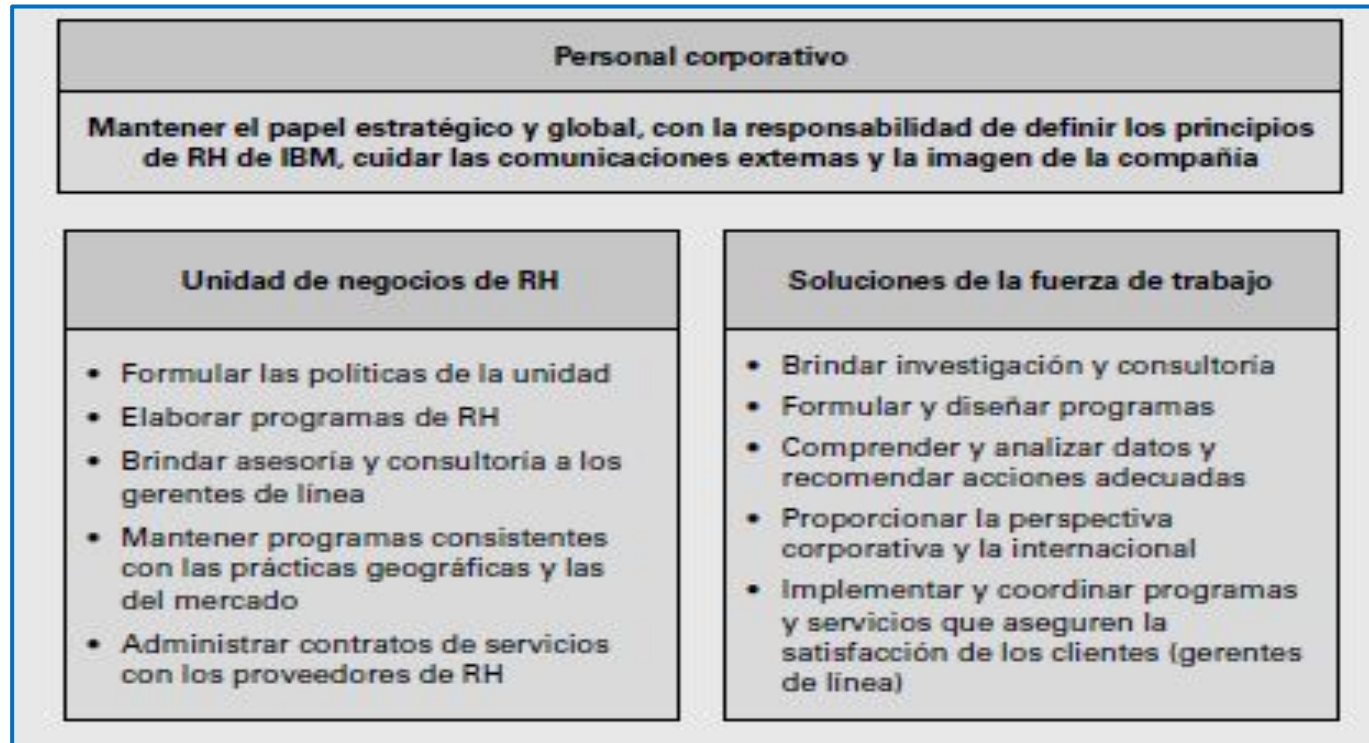 Personal corporativo
Mantener el papel estratégico y global, con la responsabilidad de definir los principios
de RH de IBM, cuidar las comunicaciones externas y la imagen de la compañía
Unidad de negocios de RH
• Formular las políticas de la unidad
• Elaborar programas de RH
• Brindar asesoría y consultoría a los
gerentes de línea
• Mantener programas consistentes
con las prácticas geográficas y las
del mercado
• Administrar contratos de servicios
con los proveedores de RH
Soluciones de la fuerza de trabajo
• Brindar investigación y consultoría
• Formular y diseñar programas
• Comprender y analizar datos y
recomendar acciones adecuadas
• Proporcionar la perspectiva
corporativa y la internacional
• Implementar y coordinar programas
y servicios que aseguren la
satisfacción de los clientes (gerentes
de línea)